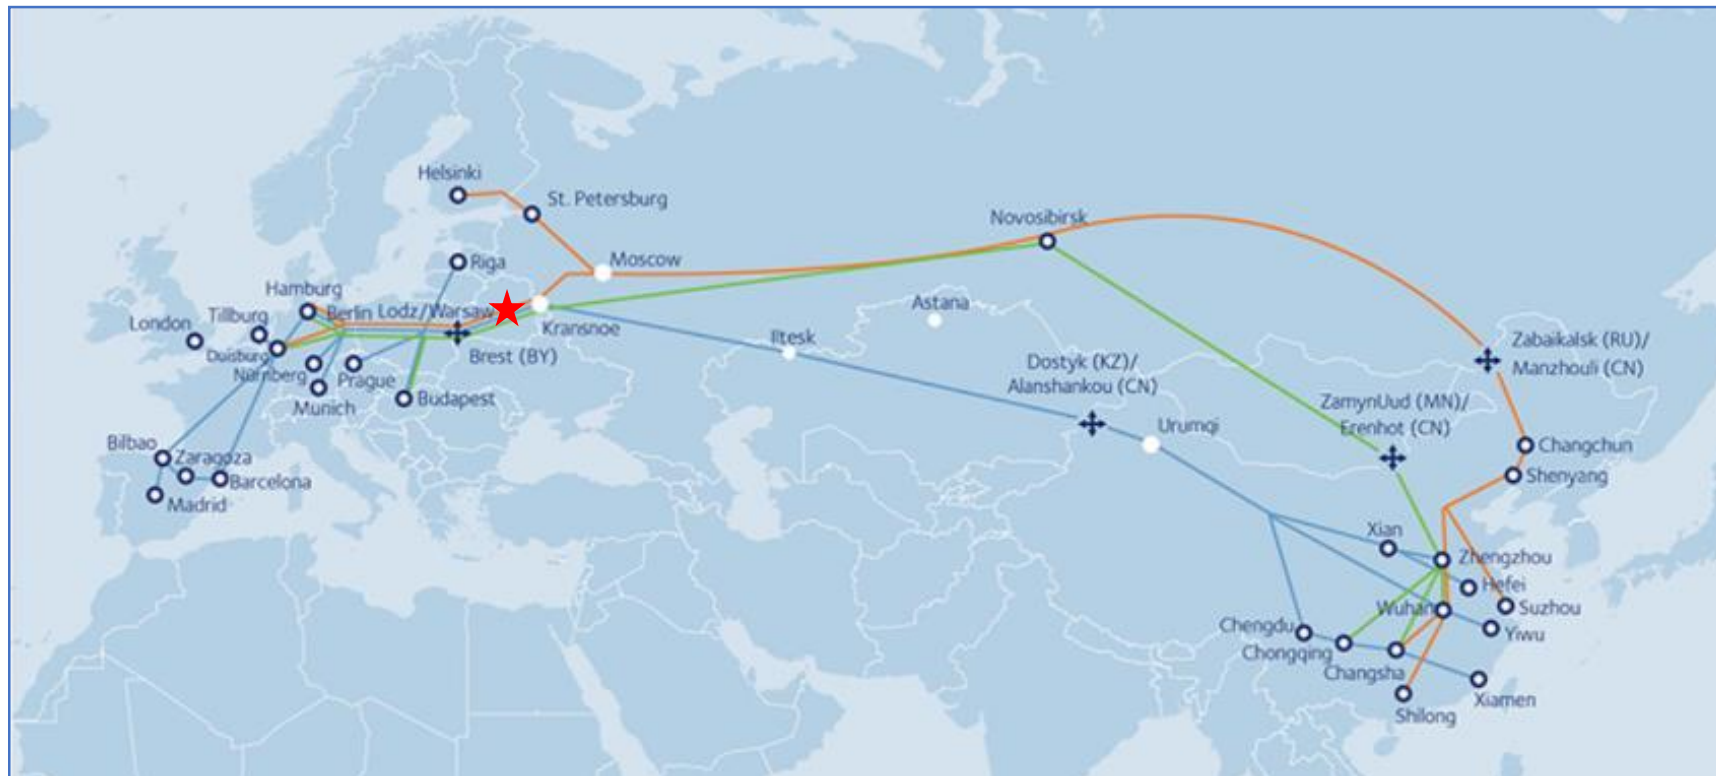 Helsinki
St. Petersburg
Novosibirsk
Moscow
Riga
Hamburg
Tillburg
Berlin
Lodz/Warsaw
London
Duisburg
Kransnoe
Astana
Iltesk
Brest (BY)
Nürnberg
Prague
Munich
Budapest
Zabaikalsk (RU)/
Manzhouli (CN)
Dostyk (KZ)/
Alanshankou (CN)
ZamynUud (MN)/
Erenhot (CN)
Urumqi
Changchun
Shenyang
Bilbao
Zaragoza
Barcelona
Madrid
Xian
Zhengzhou
Hefei
Wuhan
Suzhou
Yiwu
Chengdu
Chongqing
Changsha
Xiamen
Shilong